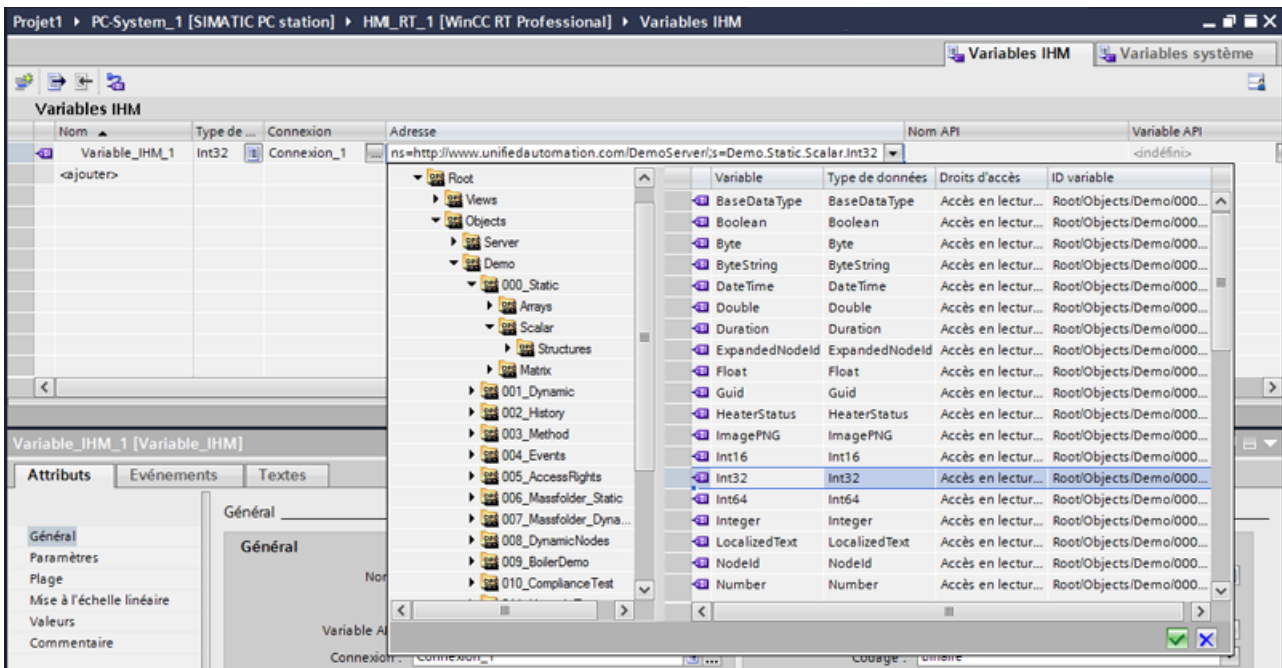 Projet1 ▸ PC-System_1 [SIMATIC PC station] ▸ HMI_RT_1 [WinCC RT Professional] ▸ Variables IHM
Variables IHM Variables système
Variables IHM
Nom Type de ... Connexion Adresse Nom API Variable API
Variable_IHM_1 Int32 Connexion_1 ... ns=http://www.unifiedautomation.com/DemoServer/;s=Demo.Static.Scalar.Int32 <indéfini>
<ajouter>
Root
Views
Objects
Server
Demo
000_Static
Arrays
Scalar
Structures
Matrix
001_Dynamic
002_History
003_Method
004_Events
005_AccessRights
006_Massfolder_Static
007_Massfolder_Dyna...
008_DynamicNodes
009_BoilerDemo
010_ComplianceTest
Variable Type de données Droits d'accès ID variable
BaseDataType BaseDataType Accès en lectur... Root/Objects/Demo/000...
Boolean Boolean Accès en lectur... Root/Objects/Demo/000...
Byte Byte Accès en lectur... Root/Objects/Demo/000...
ByteString ByteString Accès en lectur... Root/Objects/Demo/000...
DateTime DateTime Accès en lectur... Root/Objects/Demo/000...
Double Double Accès en lectur... Root/Objects/Demo/000...
Duration Duration Accès en lectur... Root/Objects/Demo/000...
ExpandedNodeId ExpandedNodeId Accès en lectur... Root/Objects/Demo/000...
Float Float Accès en lectur... Root/Objects/Demo/000...
Guid Guid Accès en lectur... Root/Objects/Demo/000...
HeaterStatus HeaterStatus Accès en lectur... Root/Objects/Demo/000...
ImagePNG ImagePNG Accès en lectur... Root/Objects/Demo/000...
Int16 Int16 Accès en lectur... Root/Objects/Demo/000...
Int32 Int32 Accès en lectur... Root/Objects/Demo/000...
Int64 Int64 Accès en lectur... Root/Objects/Demo/000...
Integer Integer Accès en lectur... Root/Objects/Demo/000...
LocalizedText LocalizedText Accès en lectur... Root/Objects/Demo/000...
NodeId NodeId Accès en lectur... Root/Objects/Demo/000...
Number Number Accès en lectur... Root/Objects/Demo/000...
Variable_IHM_1 [Variable_IHM]
Attributs Evénements Textes
Général
Paramètres
Plage
Mise à l'échelle linéaire
Valeurs
Commentaire
Général
Général
Variable
Connexion : Connexion_1 ... Codage : Binaire